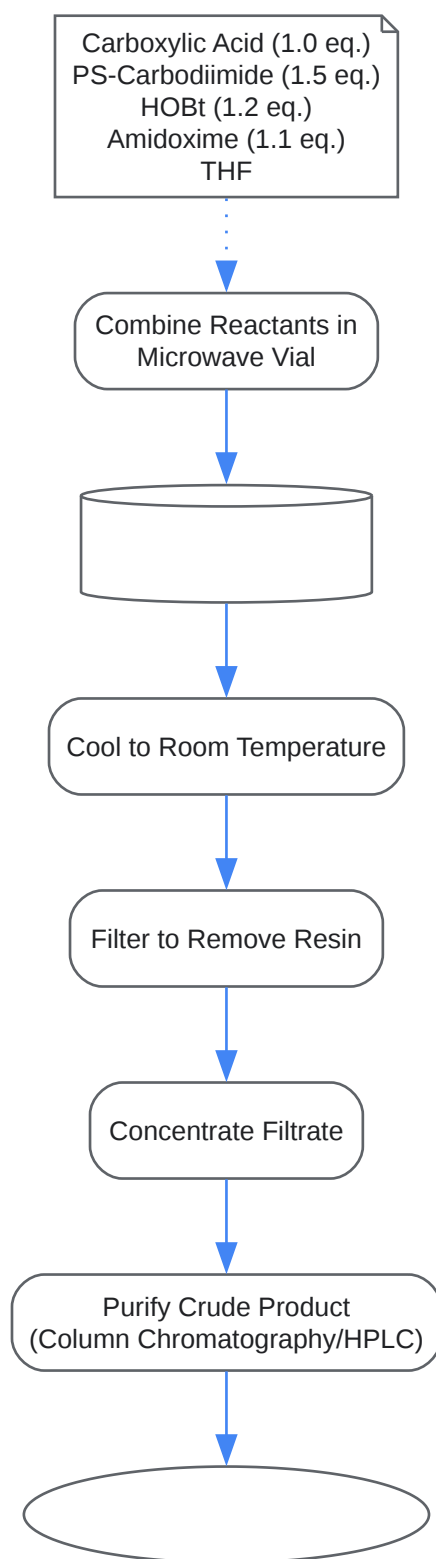 Carboxylic Acid (1.0 eq.)
PS-Carbodiimide (1.5 eq.)
HOBt (1.2 eq.)
Amidoxime (1.1 eq.)
THF
Combine Reactants in
Microwave Vial
Cool to Room Temperature
Filter to Remove Resin
Concentrate Filtrate
Purify Crude Product
(Column Chromatography/HPLC)